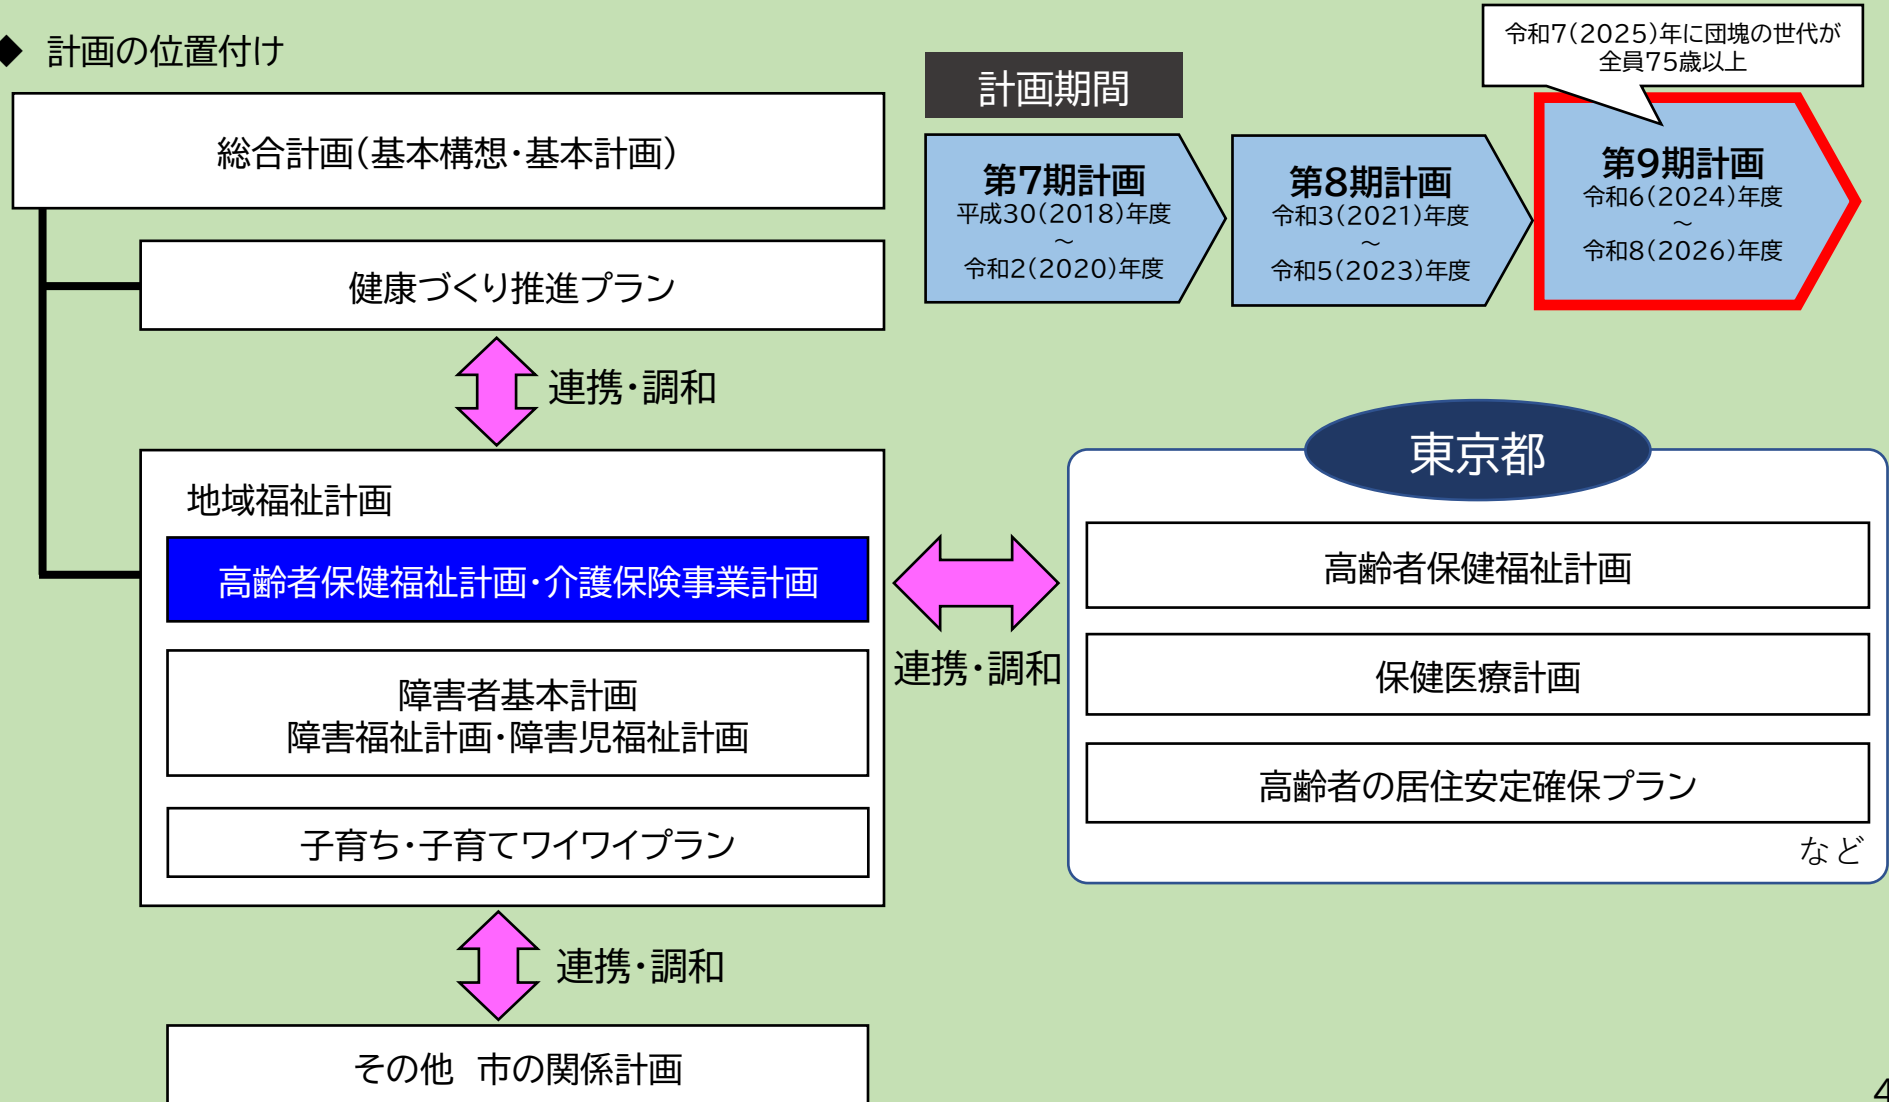 ◆ 計画の位置付け
総合計画(基本構想・基本計画)
健康づくり推進プラン
連携・調和
地域福祉計画
高齢者保健福祉計画・介護保険事業計画
障害者基本計画
障害福祉計画・障害児福祉計画
子育ち・子育てワイワイプラン
連携・調和
その他 市の関係計画
計画期間
第7期計画
平成30(2018)年度
～
令和2(2020)年度
第8期計画
令和3(2021)年度
～
令和5(2023)年度
令和7(2025)年に団塊の世代が
全員75歳以上
第9期計画
令和6(2024)年度
～
令和8(2026)年度
連携・調和
東京都
高齢者保健福祉計画
保健医療計画
高齢者の居住安定確保プラン
など
4